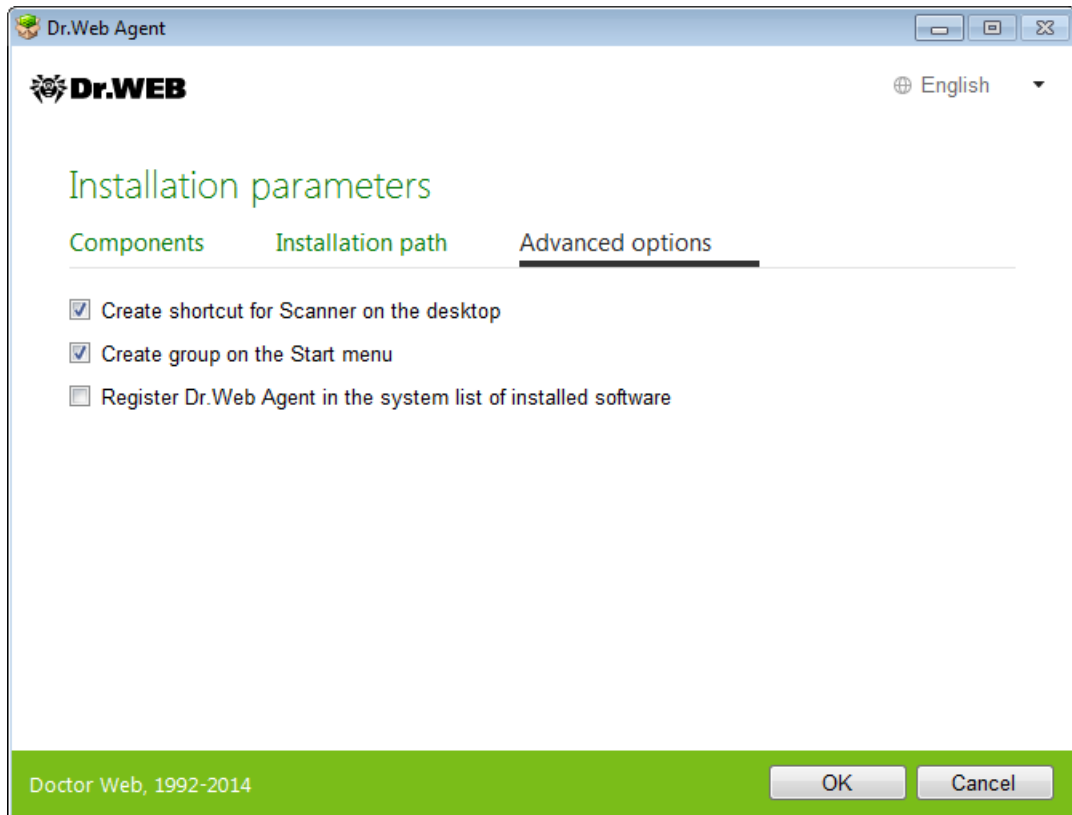 Dr.Web Agent
Dr.WEB
English
Installation parameters
Components Installation path Advanced options
Create shortcut for Scanner on the desktop
Create group on the Start menu
Register Dr.Web Agent in the system list of installed software
Doctor Web, 1992-2014 OK Cancel